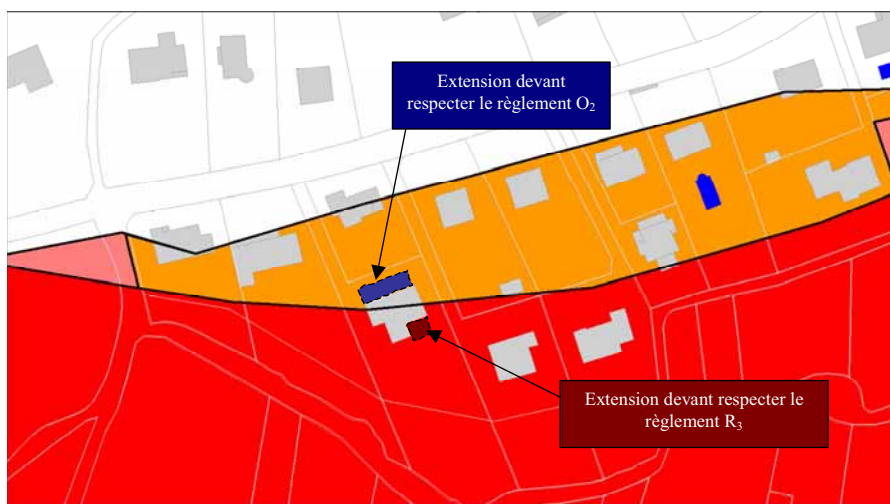 Extension devant
respecter le règlement O₂
Extension devant respecter le
règlement R₃